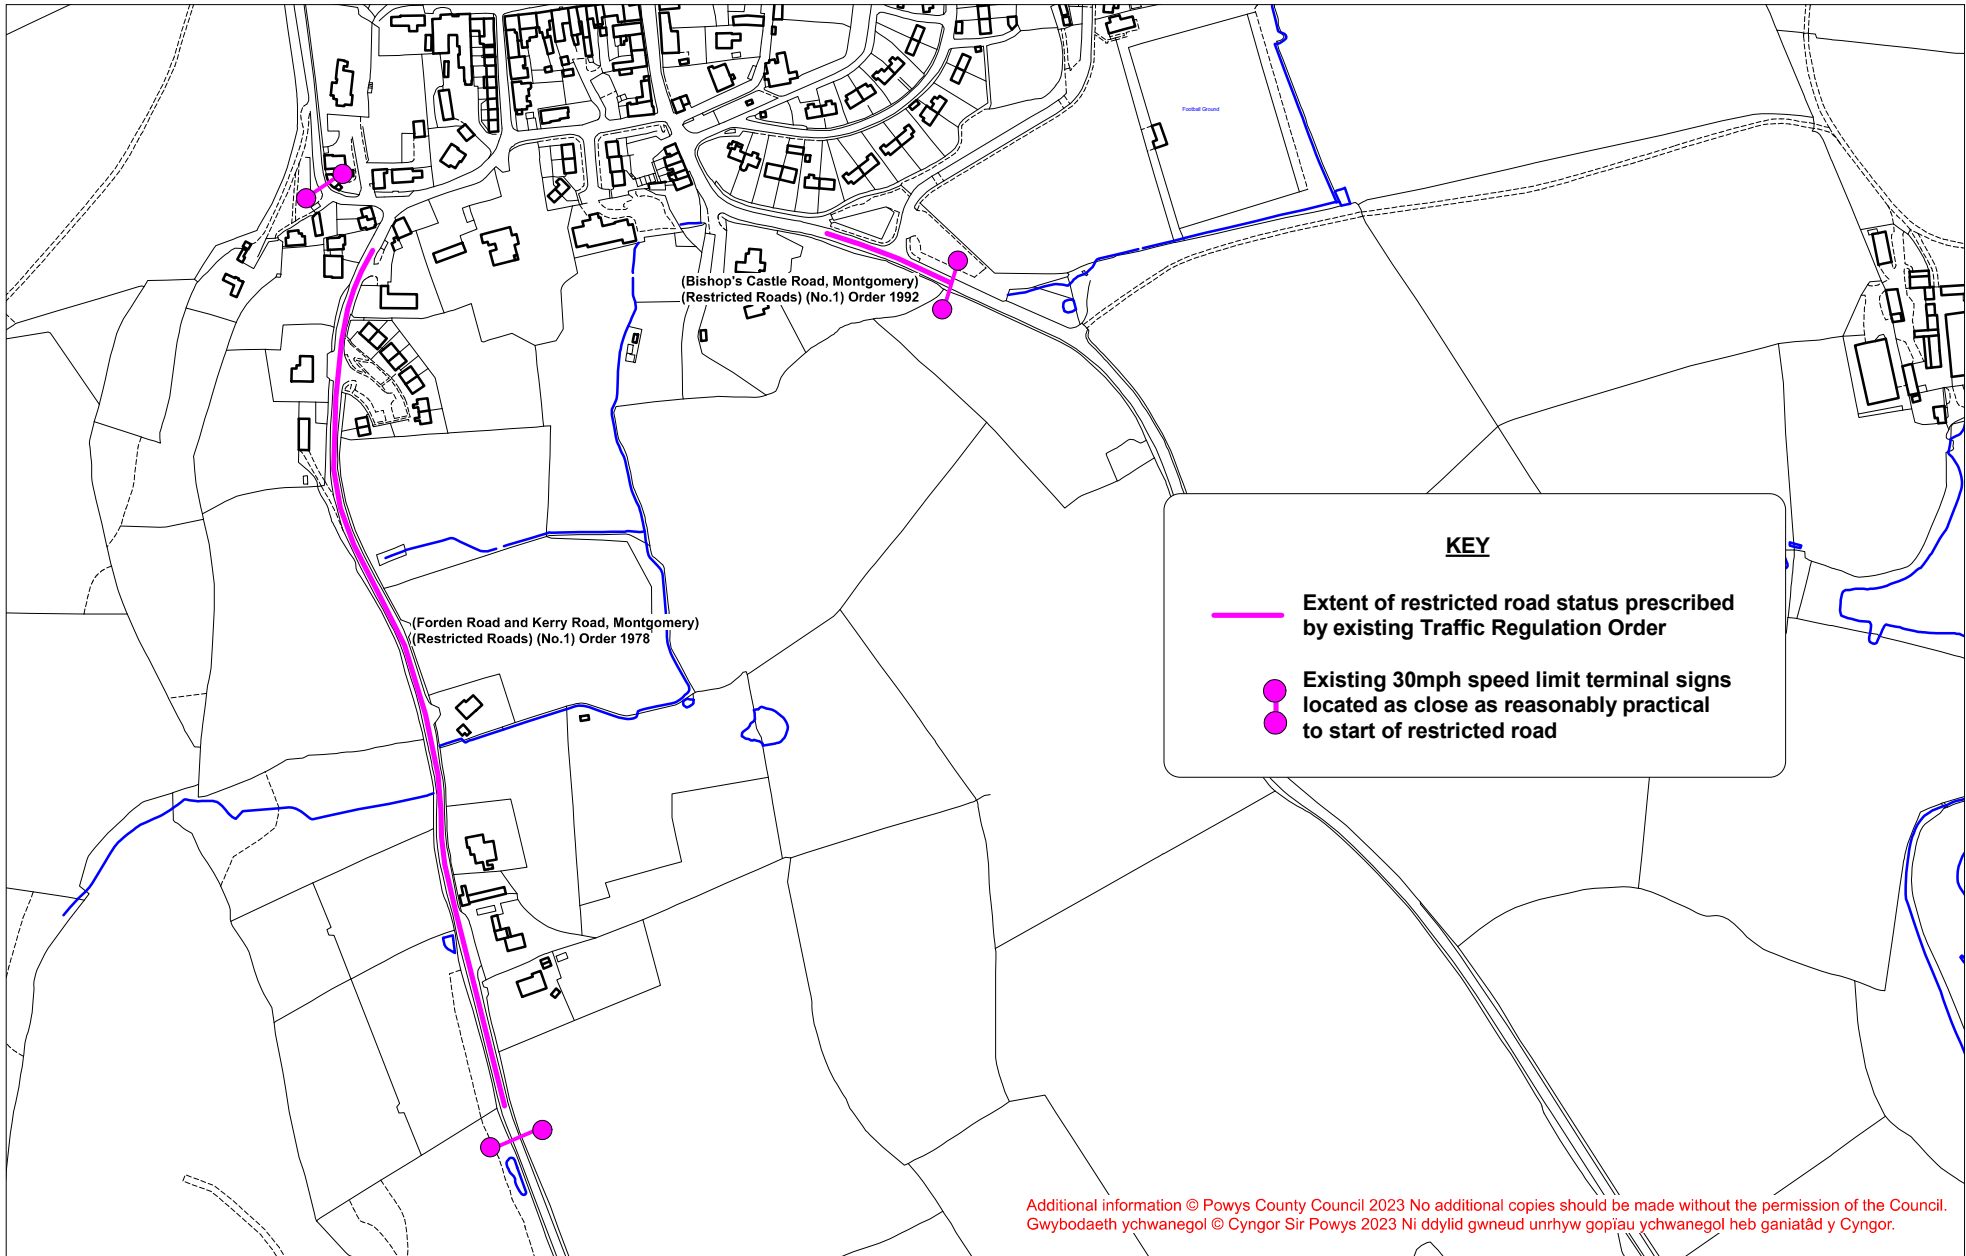 Football Ground
(Bishop's Castle Road, Montgomery)
(Restricted Roads) (No.1) Order 1992
KEY
Extent of restricted road status prescribed
by existing Traffic Regulation Order
Existing 30mph speed limit terminal signs
located as close as reasonably practical
to start of restricted road
(Forden Road and Kerry Road, Montgomery)
(Restricted Roads) (No.1) Order 1978
Additional information © Powys County Council 2023 No additional copies should be made without the permission of the Council.
Gwybodaeth ychwanegol © Cyngor Sir Powys 2023 Ni ddylid gwneud unrhyw gopïau ychwanegol heb ganiatâd y Cyngor.